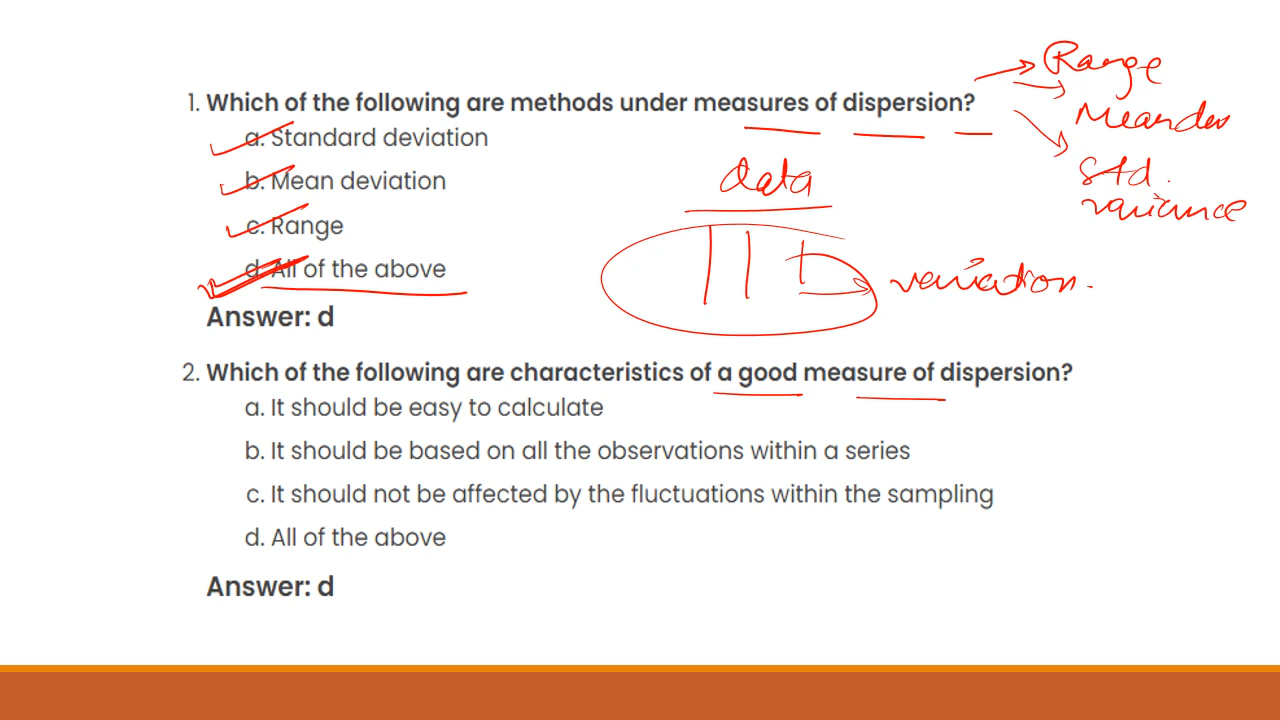 1. Which of the following are methods under measures of dispersion?
a. Standard deviation
b. Mean deviation
c. Range
d. All of the above
Answer: d
Range
Mean dev
Std.
variance
data
variation.
2. Which of the following are characteristics of a good measure of dispersion?
a. It should be easy to calculate
b. It should be based on all the observations within a series
c. It should not be affected by the fluctuations within the sampling
d. All of the above
Answer: d